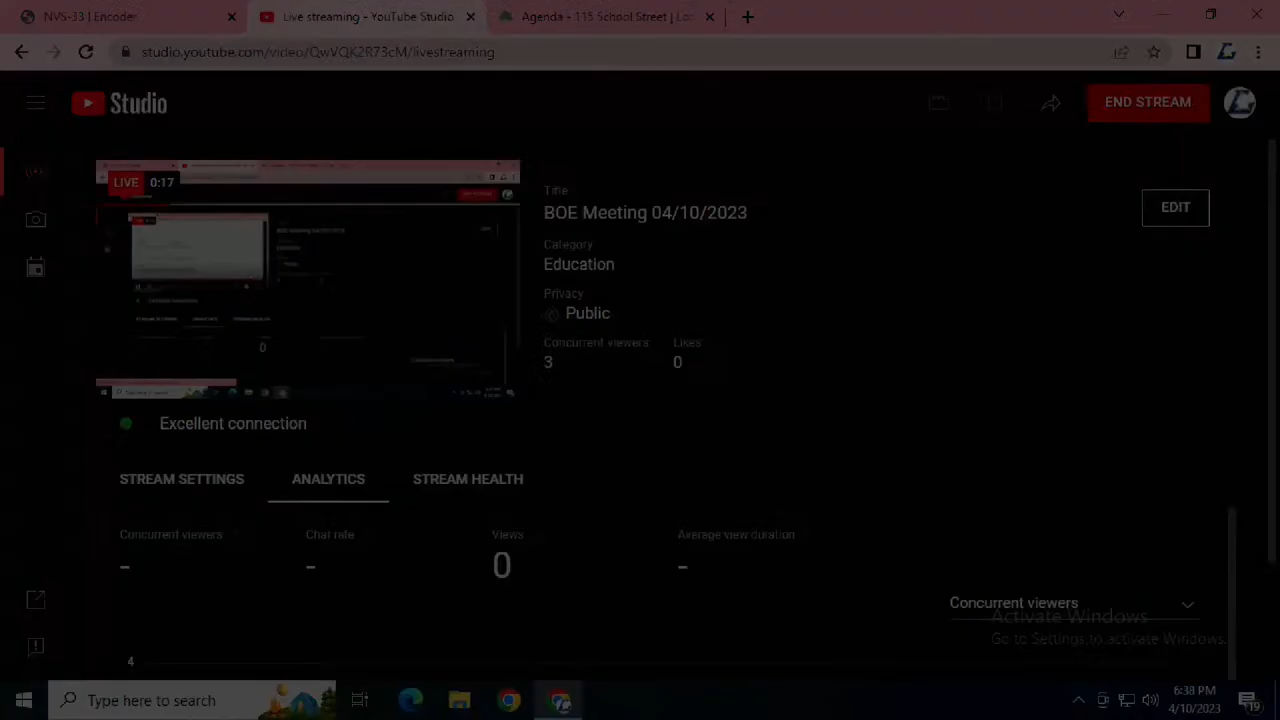 NVS-33 | Encoder
Live streaming - YouTube Studio
Agenda - 115 School Street | Loc
studio.youtube.com/video/QwVQK2R73cM/livestreaming
Studio
END STREAM
LIVE 0:17
Title
BOE Meeting 04/10/2023
EDIT
Category
Education
Privacy
Public
Concurrent viewers
Likes
3
0
Excellent connection
STREAM SETTINGS
ANALYTICS
STREAM HEALTH
Concurrent viewers
Chat rate
Views
Average view duration
-
-
0
-
Concurrent viewers
Activate Windows
Go to Settings to activate Windows.
4
Type here to search
6:38 PM
4/10/2023
19